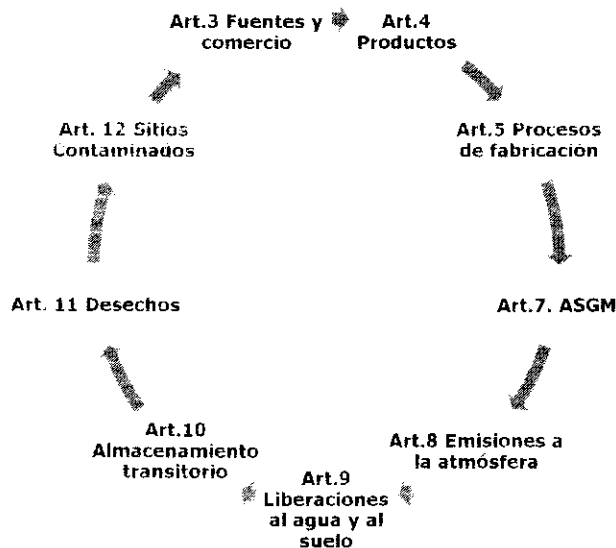 Art.3 Fuentes y
comercio
Art.4
Productos
Art.5 Procesos
de fabricación
Art.7. ASGM
Art.8 Emisiones a
la atmósfera
Art.9
Liberaciones
al agua y al
suelo
Art.10
Almacenamiento
transitorio
Art. 11 Desechos
Art. 12 Sitios
Contaminados